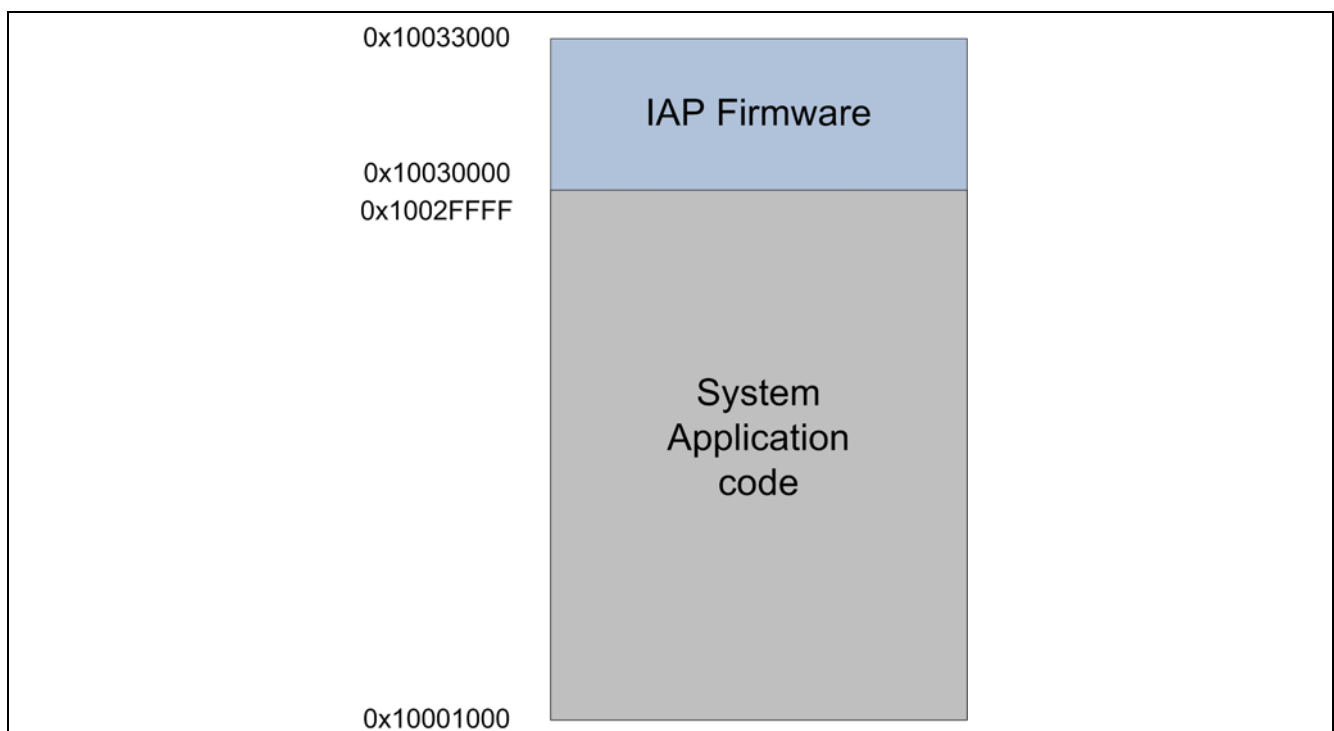 0x10033000
IAP Firmware
0x10030000
0x1002FFFF
System
Application
code
0x10001000